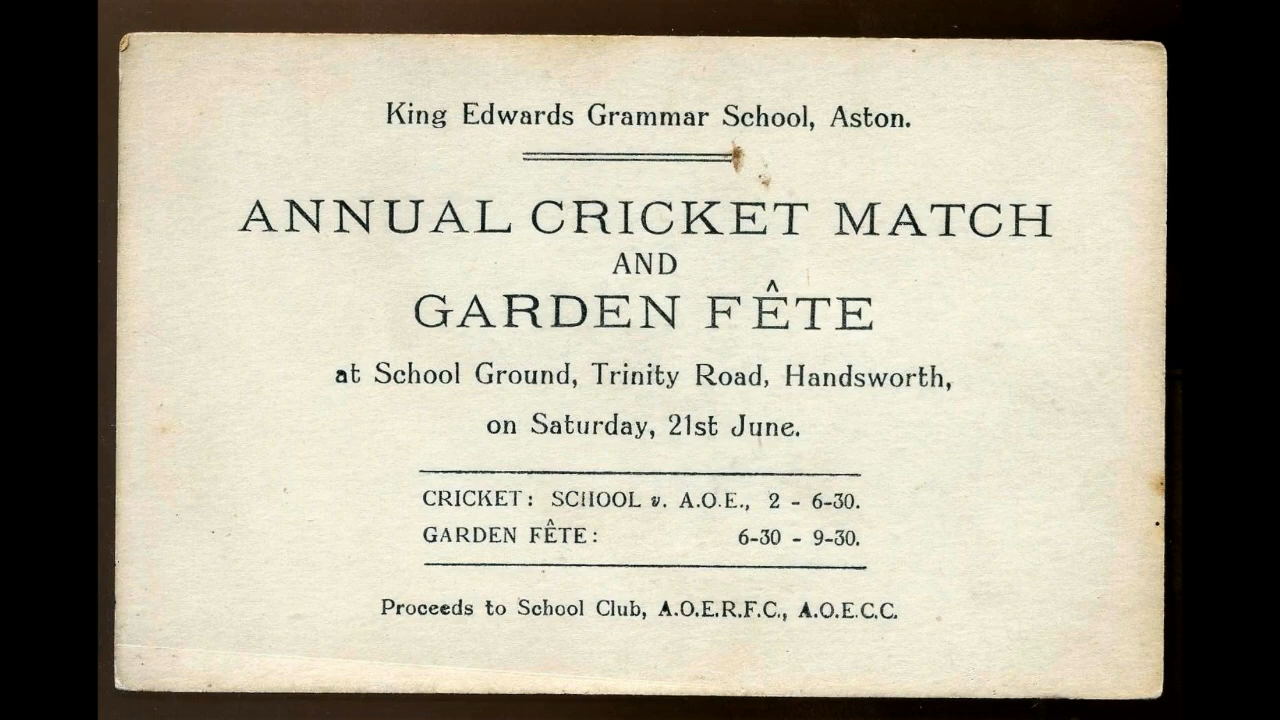 King Edwards Grammar School, Aston.
ANNUAL CRICKET MATCH
AND
GARDEN FÊTE
at School Ground, Trinity Road, Handsworth,
on Saturday, 21st June.
CRICKET: SCHOOL v. A.O.E., 2 - 6-30.
GARDEN FÊTE: 6-30 - 9-30.
Proceeds to School Club, A.O.E.R.F.C., A.O.E.C.C.